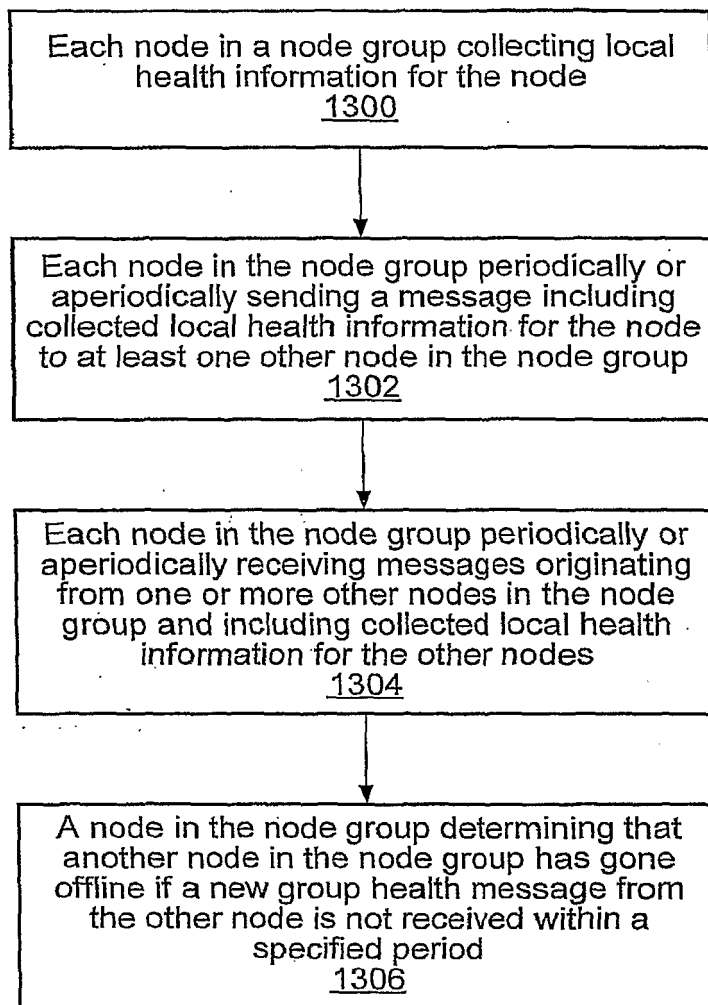 Each node in a node group collecting local
health information for the node
1300
Each node in the node group periodically or
aperiodically sending a message including
collected local health information for the node
to at least one other node in the node group
1302
Each node in the node group periodically or
aperiodically receiving messages originating
from one or more other nodes in the node
group and including collected local health
information for the other nodes
1304
A node in the node group determining that
another node in the node group has gone
offline if a new group health message from
the other node is not received within a
specified period
1306